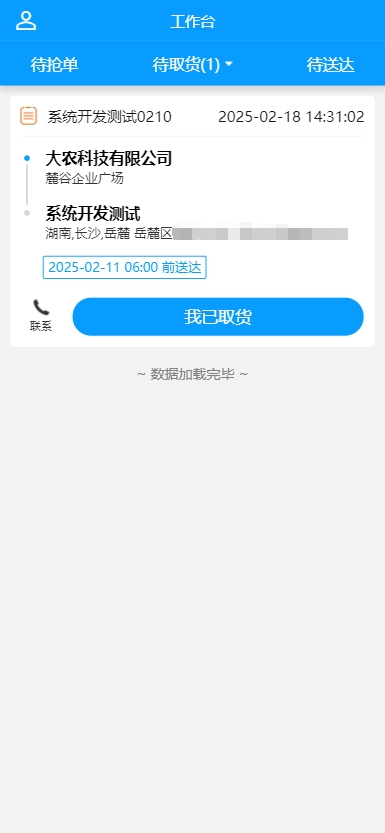 工作台
待抢单 待取货(1) 待送达
系统开发测试0210 2025-02-18 14:31:02
大农科技有限公司
麓谷企业广场
系统开发测试
湖南,长沙,岳麓 岳麓区
2025-02-11 06:00 前送达
联系
我已取货
~ 数据加载完毕 ~